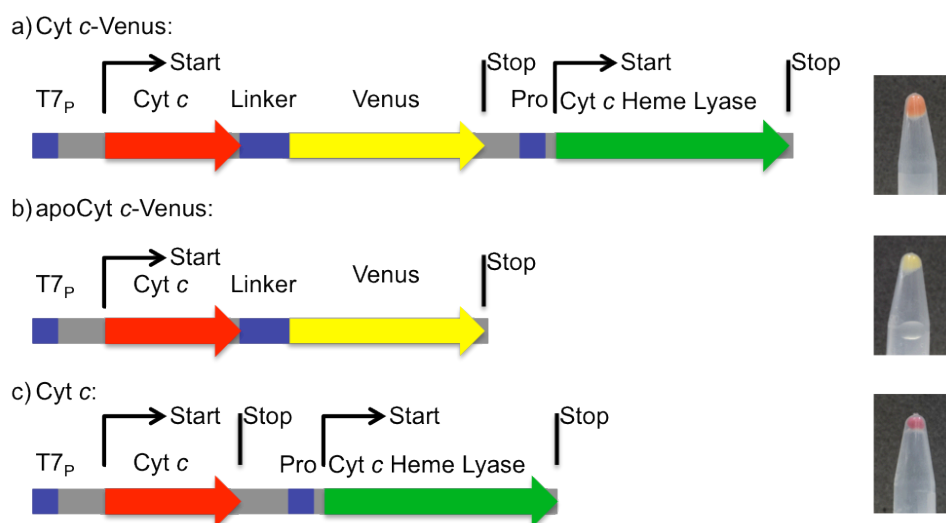 a) Cyt c-Venus:
Start Stop Start Stop
T7P Cyt c Linker Venus Pro Cyt c Heme Lyase
b) apoCyt c-Venus:
Start Stop
T7P Cyt c Linker Venus
c) Cyt c:
Start Stop Start Stop
T7P Cyt c Pro Cyt c Heme Lyase